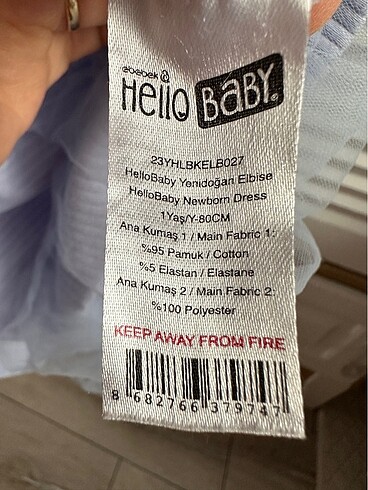 ebebek
Hello BABY
23YHLBKELB027
HelloBaby Yenidoğan Elbise
HelloBaby Newborn Dress
1Yaş/Y-80CM
Ana Kumaş 1 / Main Fabric 1:
%95 Pamuk / Cotton
%5 Elastan / Elastane
Ana Kumaş 2 / Main Fabric 2:
%100 Polyester
KEEP AWAY FROM FIRE
8 682766 379747